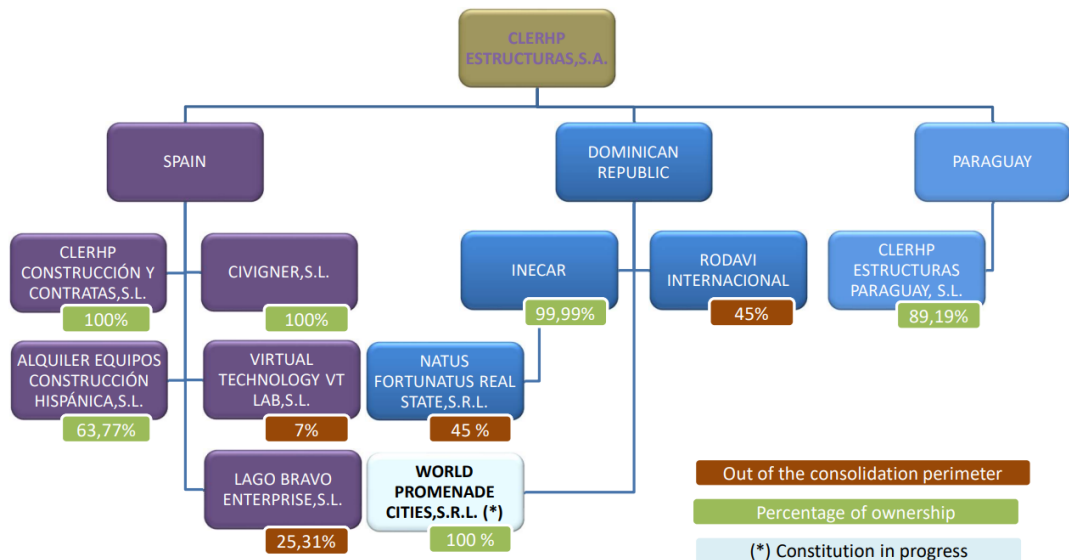 CLERHP
ESTRUCTURAS,S.A.
SPAIN
DOMINICAN
REPUBLIC
PARAGUAY
CLERHP
CONSTRUCCIÓN Y
CONTRATAS,S.L.
100%
CIVIGNER,S.L.
100%
INECAR
99,99%
RODAVI
INTERNACIONAL
45%
CLERHP
ESTRUCTURAS
PARAGUAY, S.L.
89,19%
ALQUILER EQUIPOS
CONSTRUCCIÓN
HISPÁNICA,S.L.
63,77%
VIRTUAL
TECHNOLOGY VT
LAB,S.L.
7%
NATUS
FORTUNATUS REAL
STATE,S.R.L.
45 %
LAGO BRAVO
ENTERPRISE,S.L.
25,31%
WORLD
PROMENADE
CITIES,S.R.L. (*)
100 %
Out of the consolidation perimeter
Percentage of ownership
(*) Constitution in progress